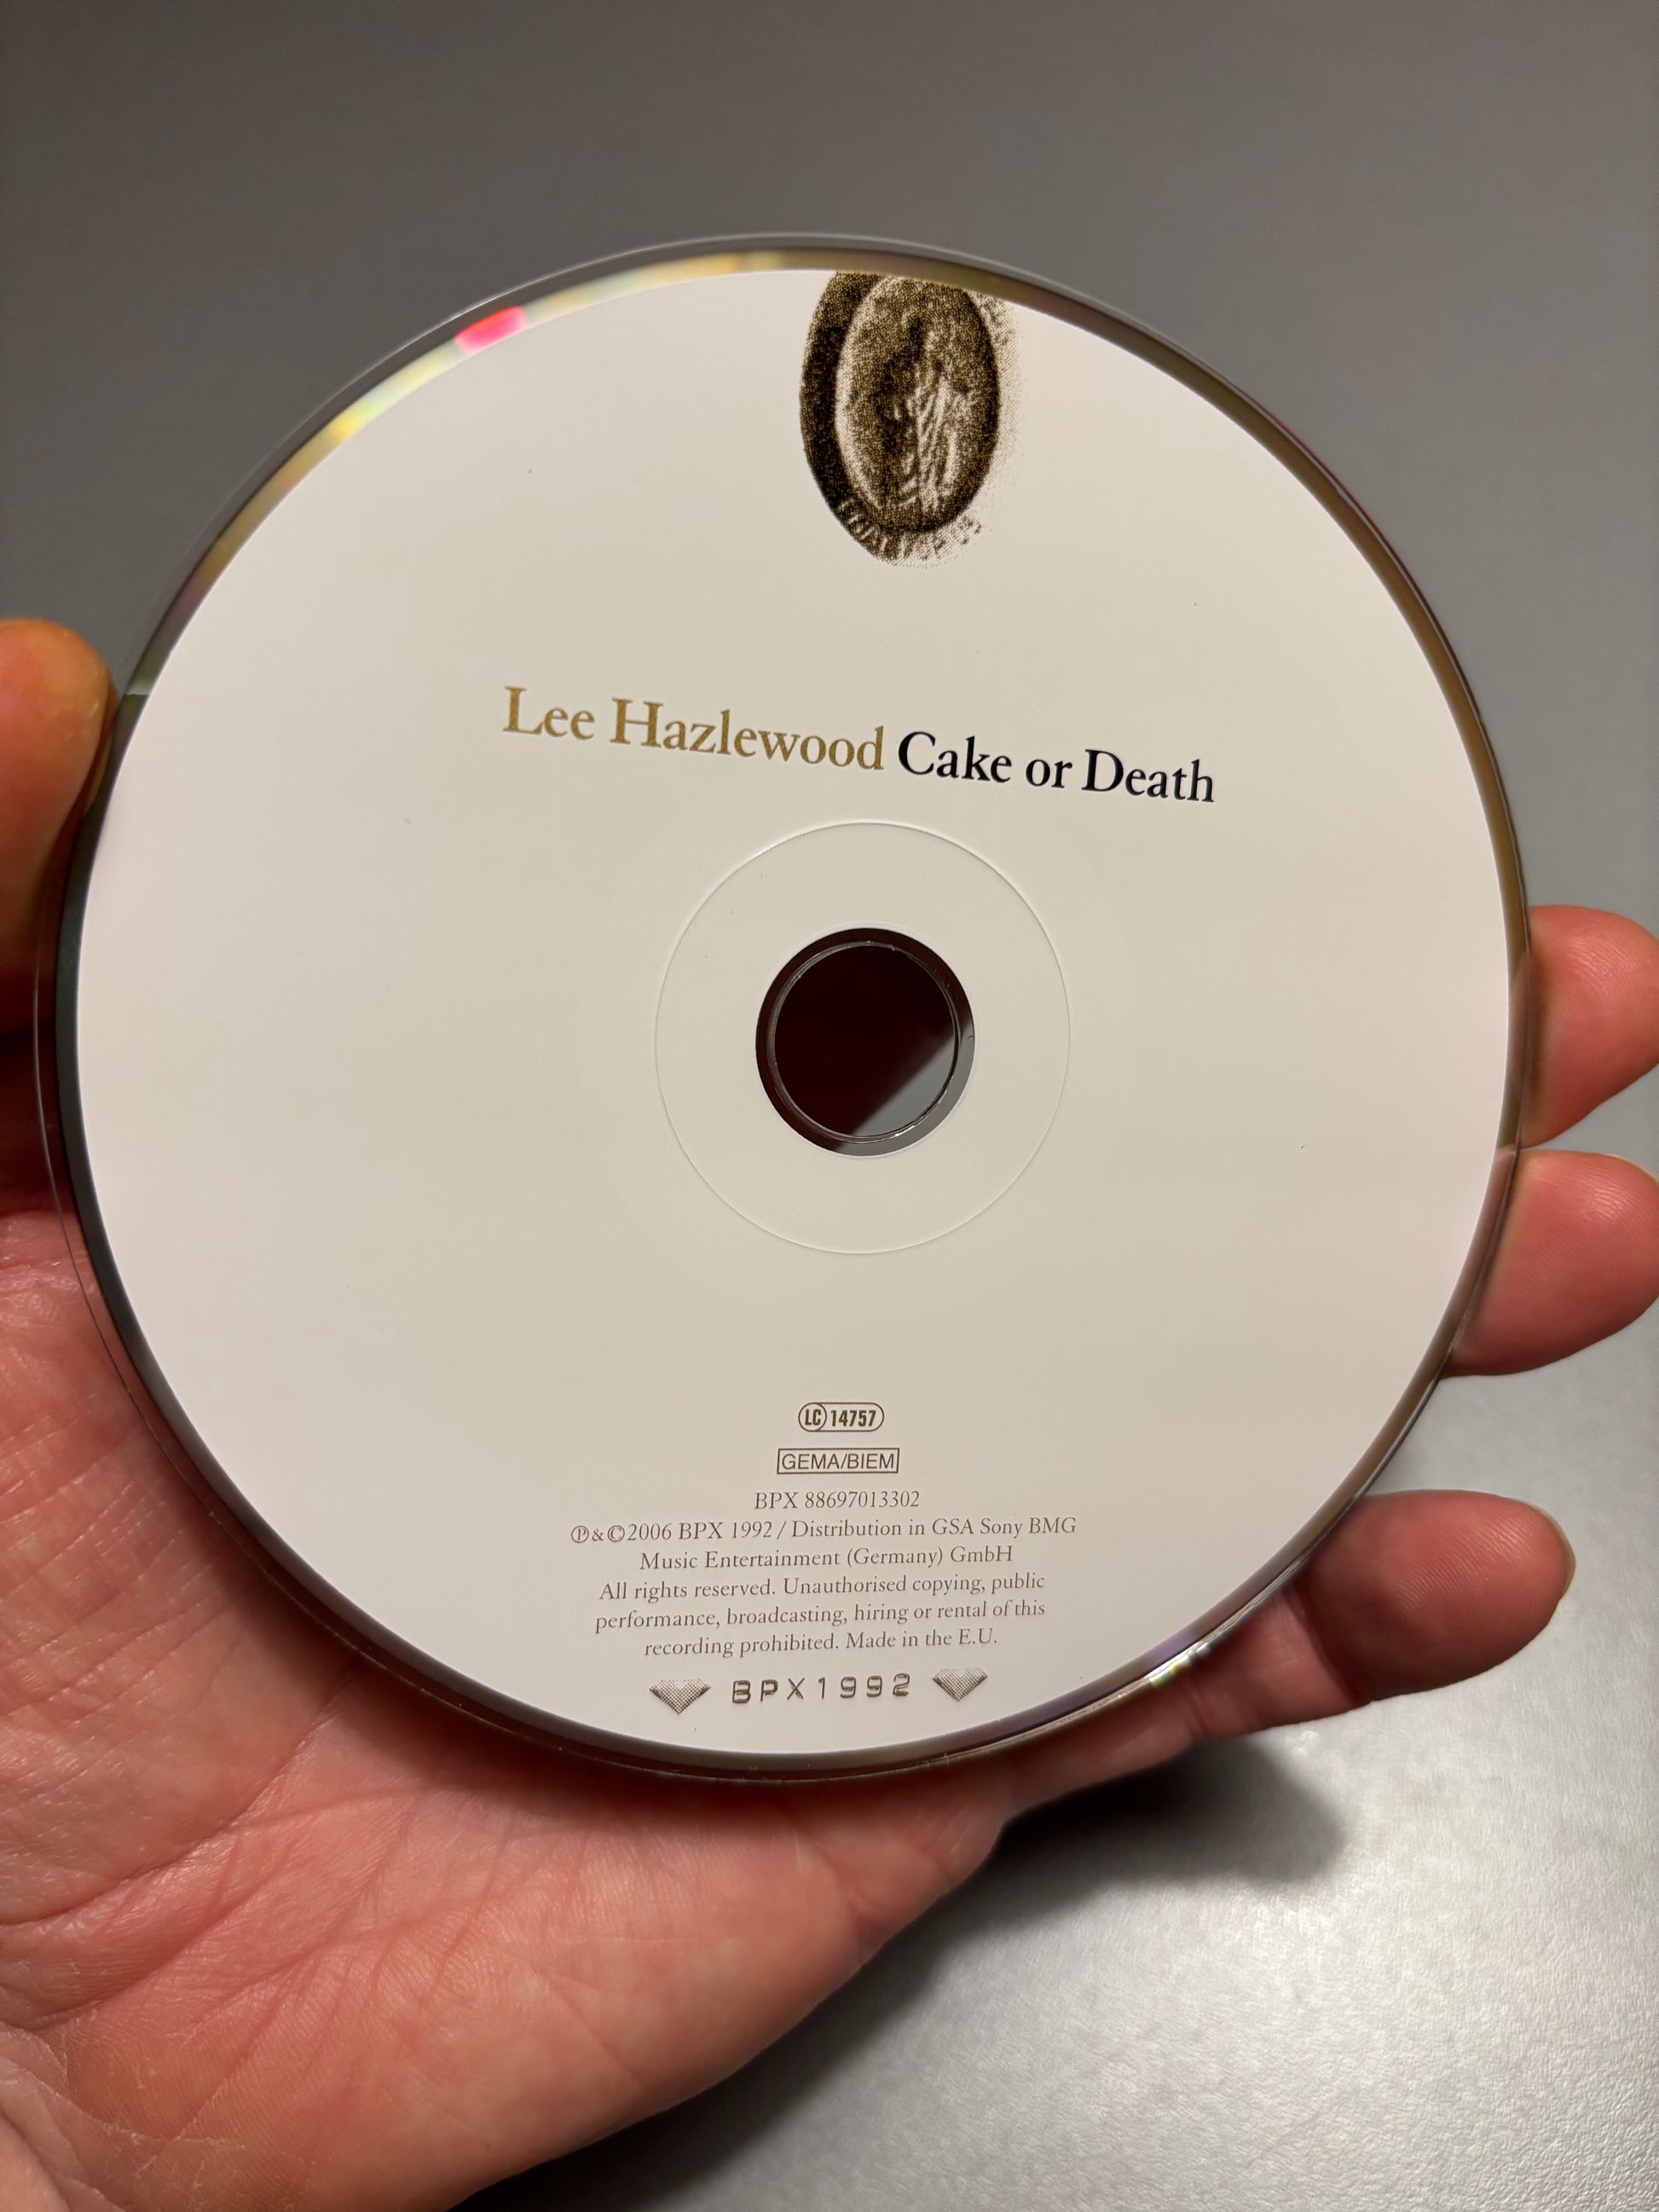 Lee Hazlewood Cake or Death
LC 14757
GEMA/BIEM
BPX 88697013302
℗&©2006 BPX 1992 / Distribution in GSA Sony BMG
Music Entertainment (Germany) GmbH
All rights reserved. Unauthorised copying, public
performance, broadcasting, hiring or rental of this
recording prohibited. Made in the E.U.
BPX1992